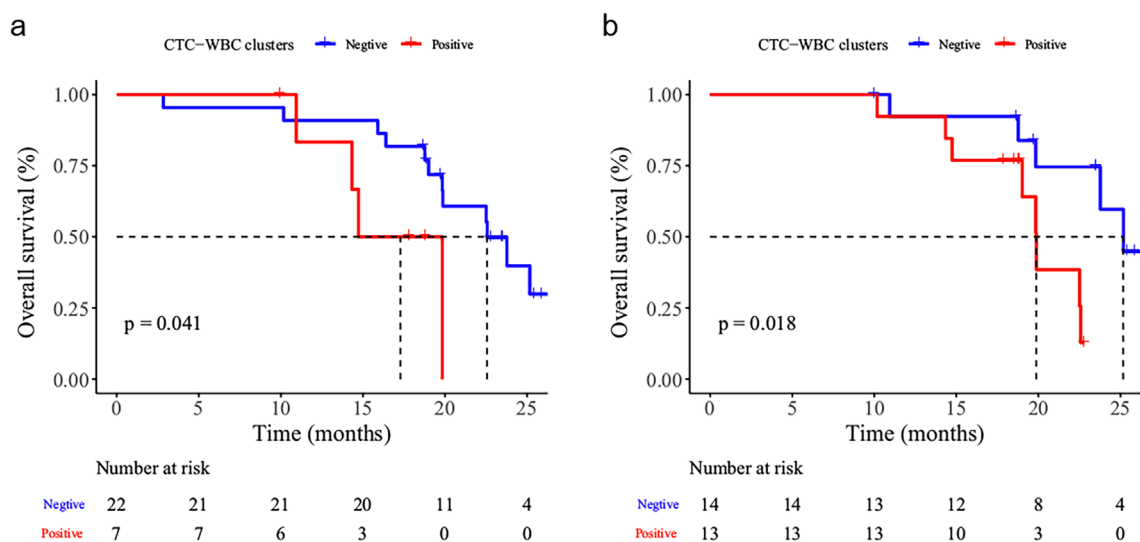 a
CTC−WBC clusters Negtive Positive
1.00
0.75
0.50
0.25
0.00
Overall survival (%)
p = 0.041
0 5 10 15 20 25
Time (months)
Number at risk
Negtive 22 21 21 20 11 4
Positive 7 7 6 3 0 0
b
CTC−WBC clusters Negtive Positive
1.00
0.75
0.50
0.25
0.00
Overall survival (%)
p = 0.018
0 5 10 15 20 25
Time (months)
Number at risk
Negtive 14 14 13 12 8 4
Positive 13 13 13 10 3 0